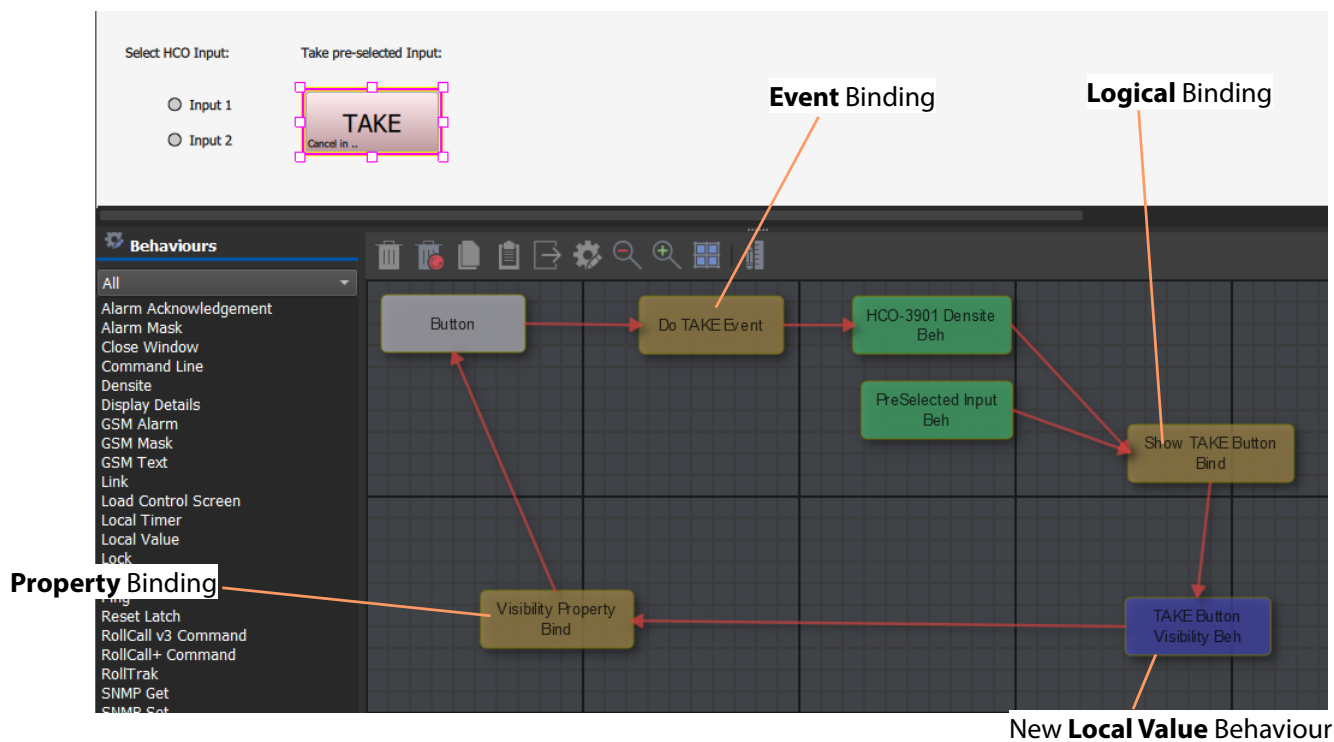 Select HCO Input:
Take pre-selected Input:
Input 1
Input 2
TAKE
Cancel in ..
Event Binding
Logical Binding
Behaviours
All
Alarm Acknowledgement
Alarm Mask
Close Window
Command Line
Densite
Display Details
GSM Alarm
GSM Mask
GSM Text
Link
Load Control Screen
Local Timer
Local Value
Lock
Property Binding
Ping
Reset Latch
RollCall v3 Command
RollCall+ Command
RollTrak
SNMP Get
SNMP Set
Button
Do TAKE Event
HCO-3901 Densite
Beh
PreSelected Input
Beh
Show TAKE Button
Bind
Visibility Property
Bind
TAKE Button
Visibility Beh
New Local Value Behaviour